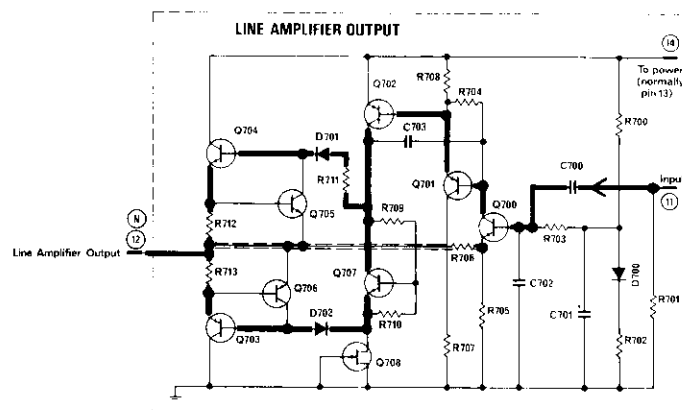 LINE AMPLIFIER OUTPUT
14
To power
(normally
pin 13)
Q702
R708
R704
R700
Q704
D701
C703
C700
R711
Q701
Input
11
Q700
N
12
Q705
R712
R709
R703
Line Amplifier Output
R706
R713
Q707
D700
Q706
C702
R701
D702
R710
R705
C701
Q703
R707
R702
Q708